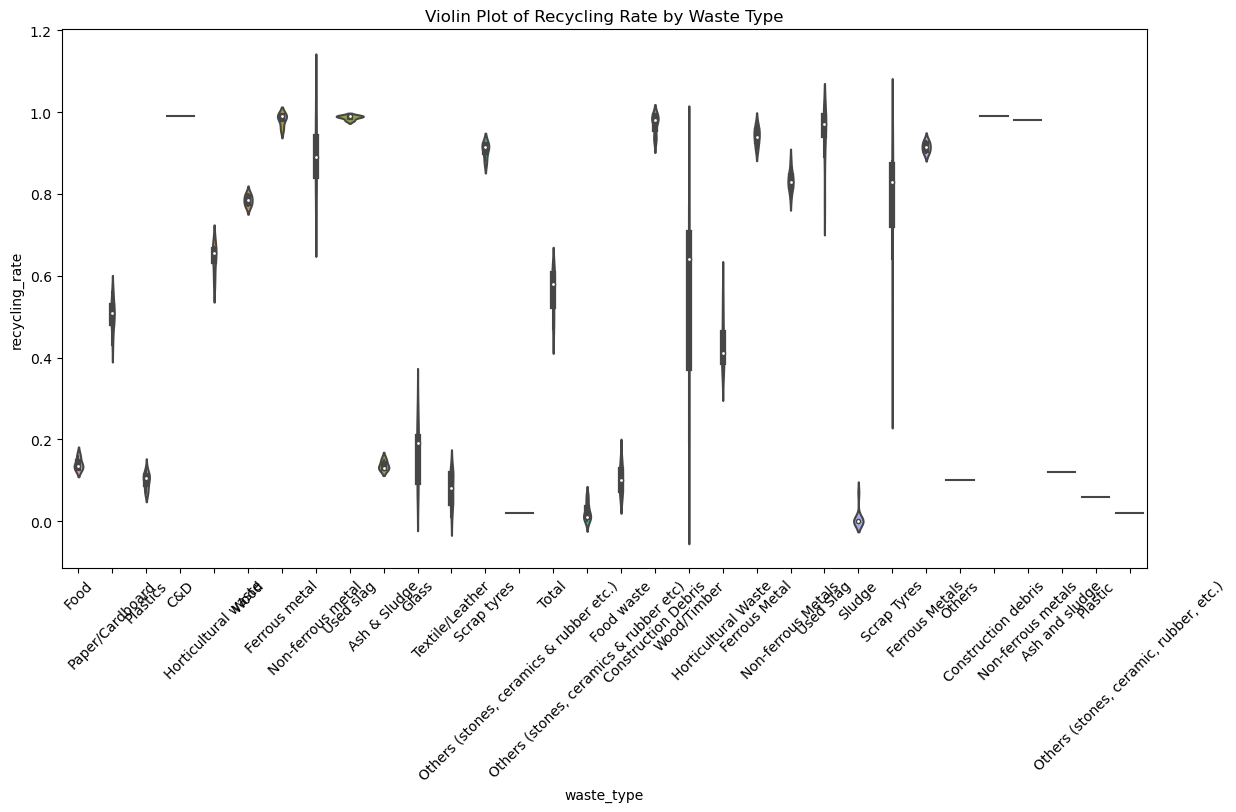 Violin Plot of Recycling Rate by Waste Type
1.2
1.0
0.8
0.6
0.4
0.2
0.0
recycling_rate
Food
Paper/Cardboard
Plastics
C&D
Horticultural waste
Wood
Ferrous metal
Non-ferrous metal
Used slag
Ash & Sludge
Glass
Textile/Leather
Scrap tyres
Others (stones, ceramics & rubber etc.)
Total
Others (stones, ceramics & rubber etc)
Food waste
Construction Debris
Wood/Timber
Horticultural Waste
Ferrous Metal
Non-ferrous Metals
Used Slag
Sludge
Scrap Tyres
Ferrous Metals
Others
Construction debris
Non-ferrous metals
Ash and sludge
Plastic
Others (stones, ceramic, rubber, etc.)
waste_type